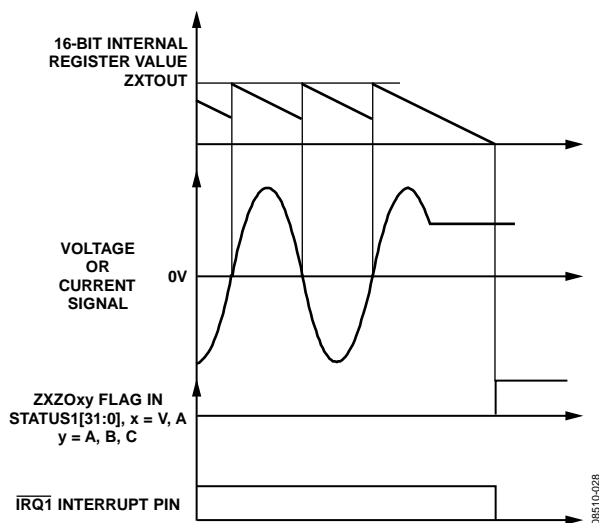 16-BIT INTERNAL
REGISTER VALUE
ZXTOUT
VOLTAGE
OR
CURRENT
SIGNAL
0V
ZXZOxy FLAG IN
STATUS1[31:0], x = V, A
y = A, B, C
IRQ1 INTERRUPT PIN
08510-028